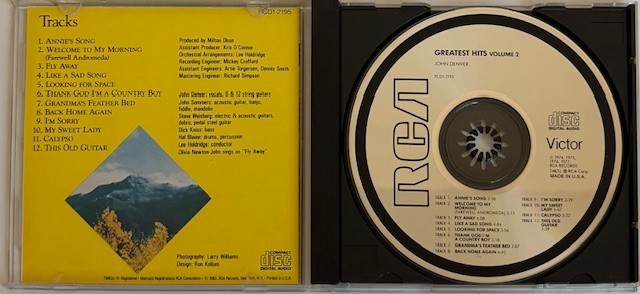 PCD1-2195
Tracks
1. ANNIE'S SONG
2. WELCOME TO MY MORNING
(Farewell Andromeda)
3. FLY AWAY
4. LIKE A SAD SONG
5. LOOKING FOR SPACE
6. THANK GOD I'M A COUNTRY BOY
7. GRANDMA'S FEATHER BED
8. BACK HOME AGAIN
9. I'M SORRY
10. MY SWEET LADY
11. CALYPSO
12. THIS OLD GUITAR
Produced by Milton Okun
Assistant Producer: Kris O'Connor
Orchestrations: Lee Holdridge
Recording Engineer: Mickey Crofford
Assistant Engineers: Arnie Torgersen, Dennis Smith
Mastering Engineer: Richard Simpson
John Denver: vocals, 6 & 12 string guitars
John Sommers: acoustic guitar, banjo,
fiddle, mandolin
Steve Weisberg: electric & acoustic guitars,
dobro, pedal steel guitar
Dick Kniss: bass
Hal Blaine: drums, percussion
Lee Holdridge: conductor
Olivia Newton-John sings on "Fly Away"
Photography: Larry Williams
Design: Ron Kellum
COMPACT
disc
DIGITAL AUDIO
GREATEST HITS VOLUME 2
JOHN DENVER
PCD1-2195
RCA
COMPACT
disc
DIGITAL AUDIO
Victor
RCA RECORDS
MADE IN U.S.A.
TRACK 1: ANNIE'S SONG
TRACK 2: WELCOME TO MY
MORNING
(FAREWELL ANDROMEDA)
TRACK 3: FLY AWAY
TRACK 4: LIKE A SAD SONG
TRACK 5: LOOKING FOR SPACE
TRACK 6: THANK GOD I'M
A COUNTRY BOY
TRACK 7: GRANDMA'S FEATHER BED
TRACK 8: BACK HOME AGAIN
TRACK 9: I'M SORRY
TRACK 10: MY SWEET
LADY
TRACK 11: CALYPSO
TRACK 12: THIS OLD
GUITAR